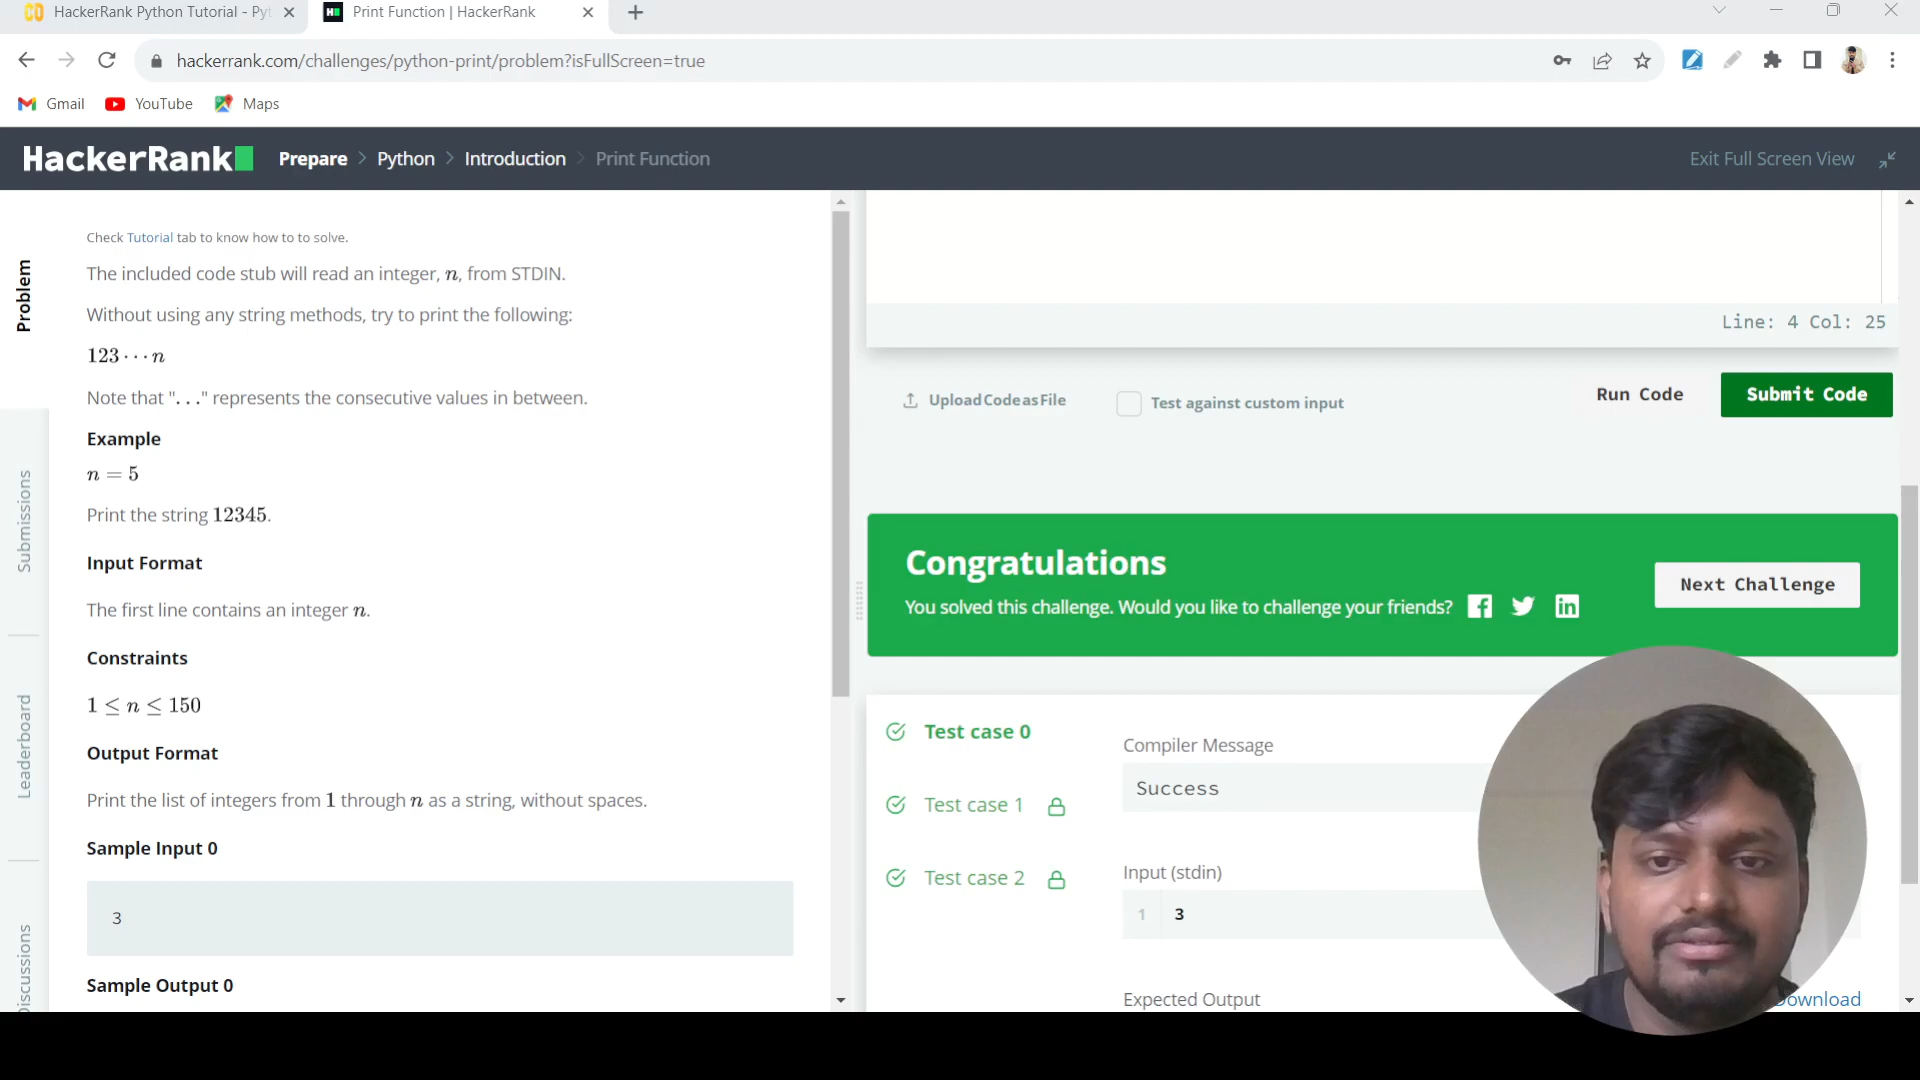 HackerRank Python Tutorial - Pyt
Print Function | HackerRank
hackerrank.com/challenges/python-print/problem?isFullScreen=true
Gmail
YouTube
Maps
HackerRank
Prepare > Python > Introduction > Print Function
Exit Full Screen View
Problem
Submissions
Leaderboard
Discussions
Check Tutorial tab to know how to to solve.
The included code stub will read an integer, n, from STDIN.
Without using any string methods, try to print the following:
123···n
Note that "..." represents the consecutive values in between.
Example
n = 5
Print the string 12345.
Input Format
The first line contains an integer n.
Constraints
1 ≤ n ≤ 150
Output Format
Print the list of integers from 1 through n as a string, without spaces.
Sample Input 0
3
Sample Output 0
Line: 4 Col: 25
Upload Code as File
Test against custom input
Run Code
Submit Code
Congratulations
You solved this challenge. Would you like to challenge your friends?
Next Challenge
Test case 0
Test case 1
Test case 2
Compiler Message
Success
Input (stdin)
1 3
Expected Output
Download